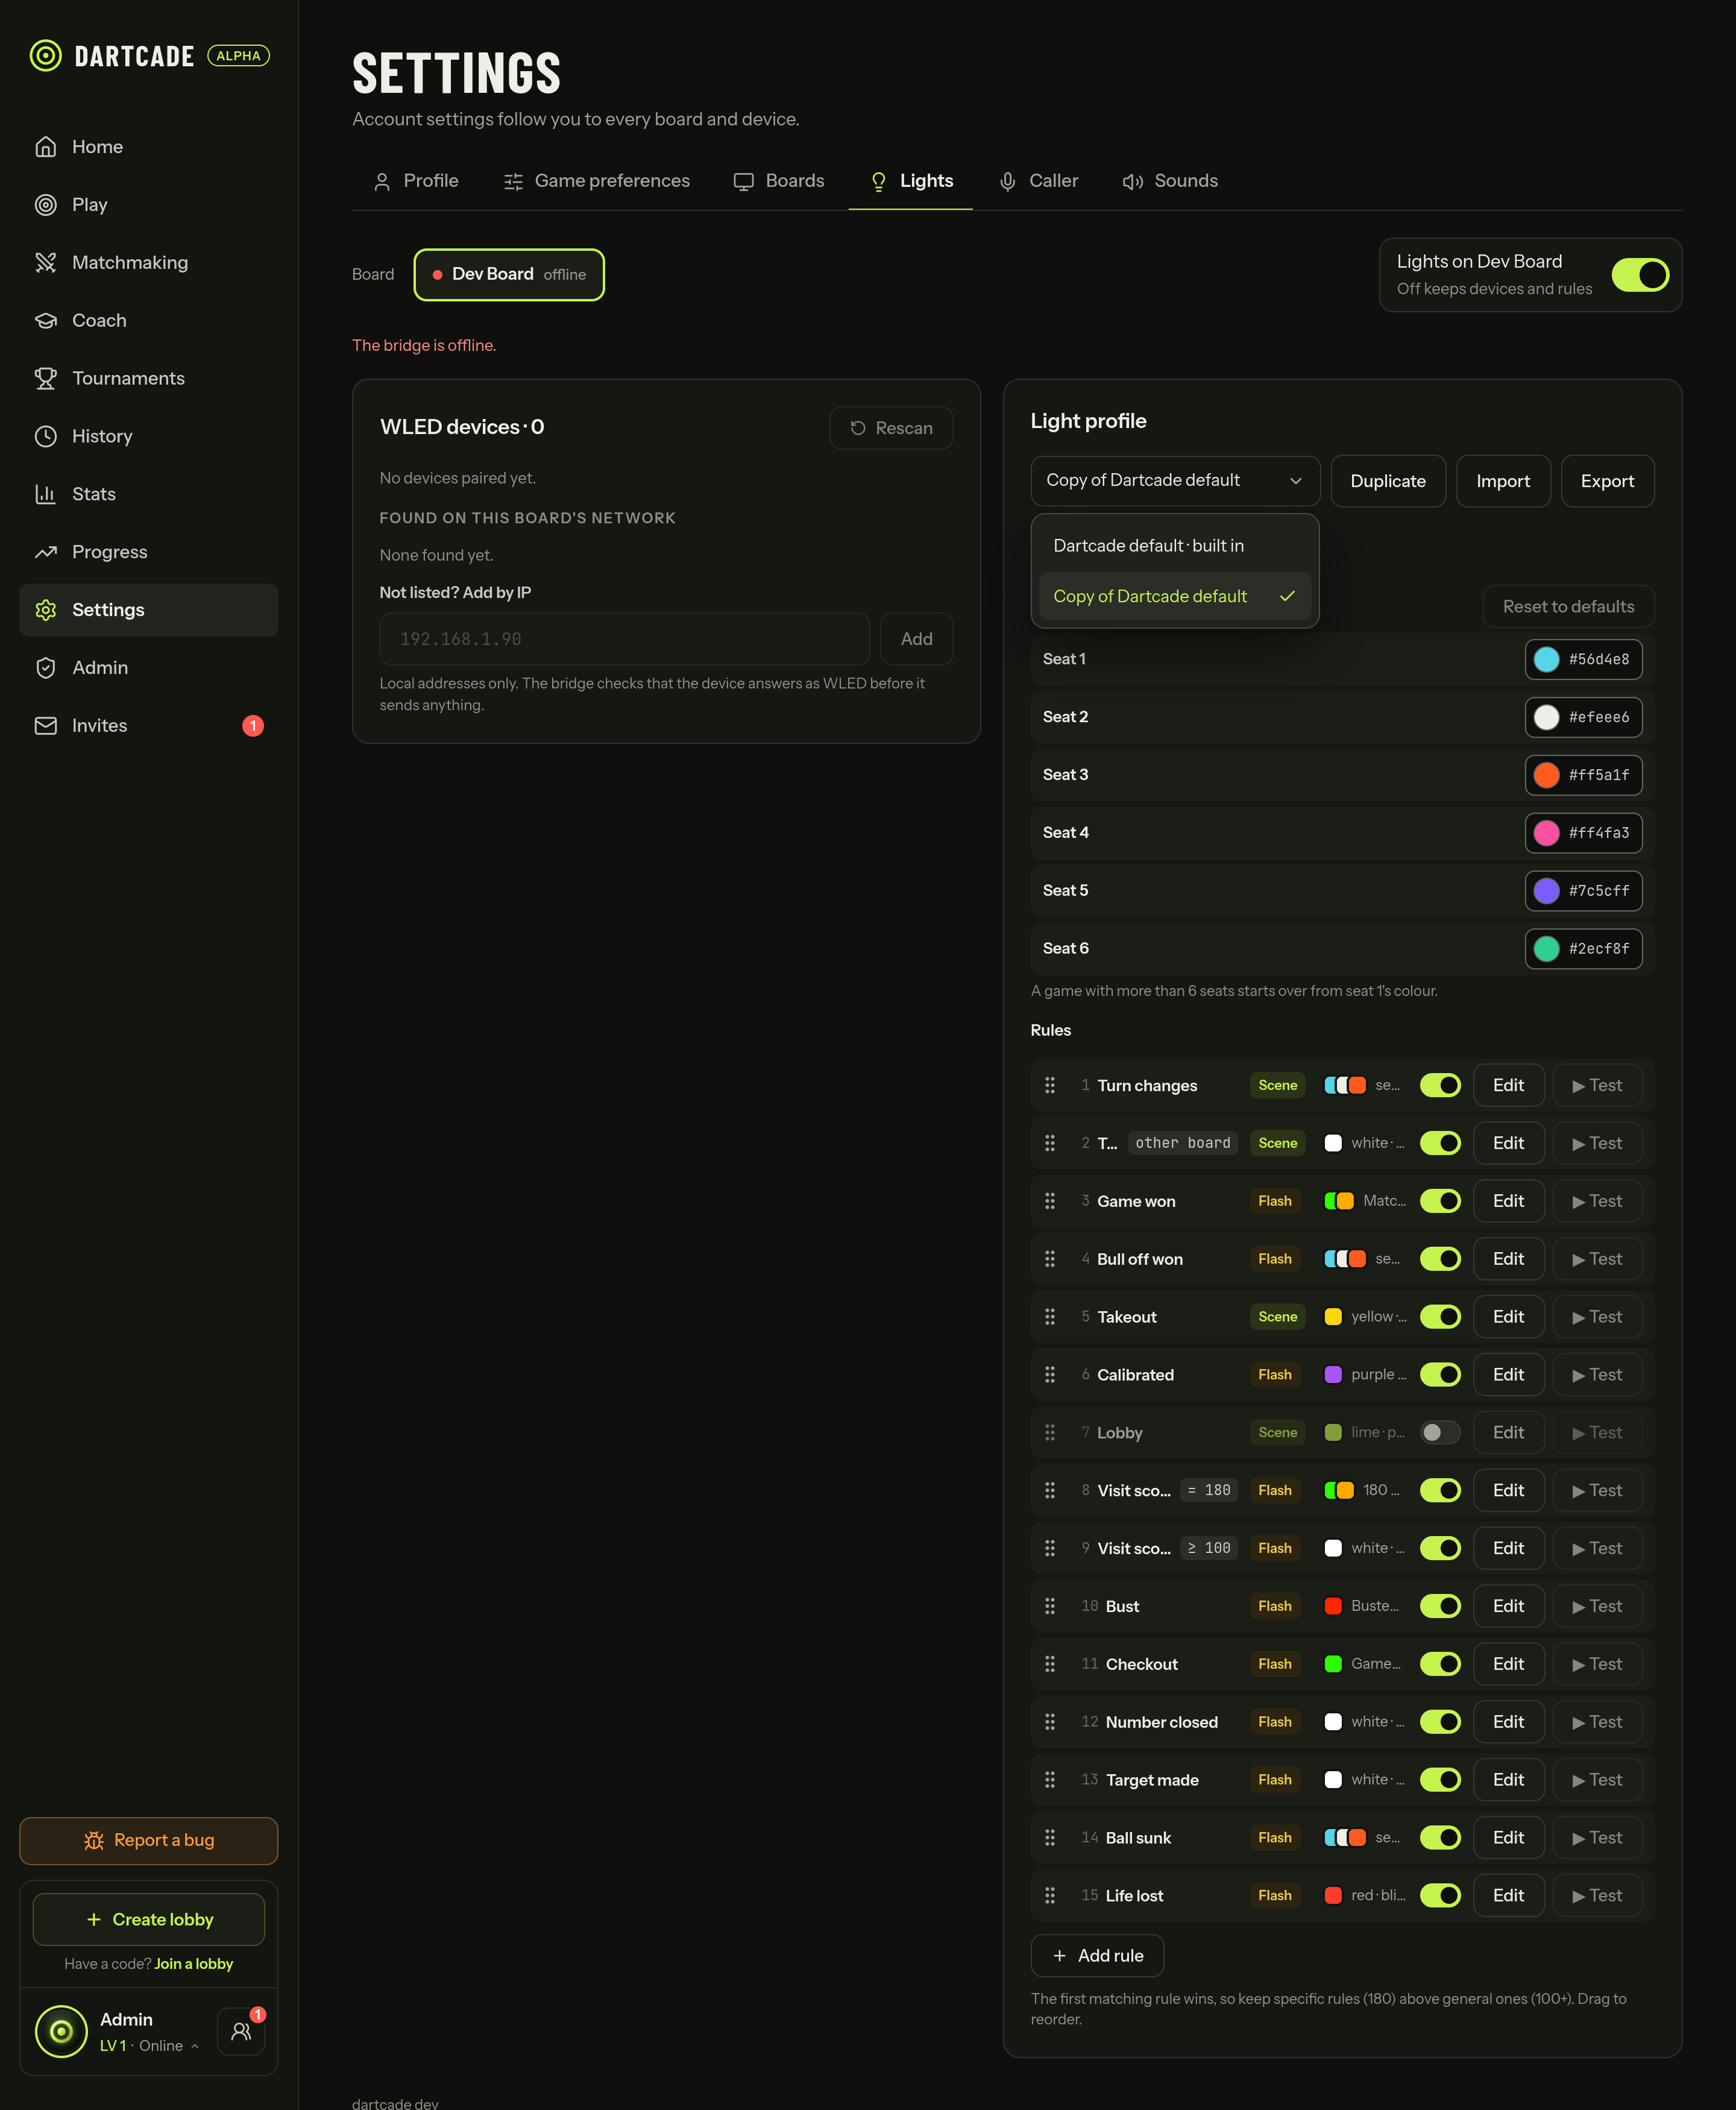 DARTCADE ALPHA
Home
Play
Matchmaking
Coach
Tournaments
History
Stats
Progress
Settings
Admin
Invites 1
Report a bug
Create lobby
Have a code? Join a lobby
Admin
LV 1 · Online
1
SETTINGS
Account settings follow you to every board and device.
Profile Game preferences Boards Lights Caller Sounds
Board Dev Board offline
Lights on Dev Board
Off keeps devices and rules
The bridge is offline.
WLED devices · 0 Rescan
No devices paired yet.
FOUND ON THIS BOARD'S NETWORK
None found yet.
Not listed? Add by IP
192.168.1.90 Add
Local addresses only. The bridge checks that the device answers as WLED before it
sends anything.
Light profile
Copy of Dartcade default Duplicate Import Export
Dartcade default · built in
Copy of Dartcade default
Reset to defaults
Seat 1 #56d4e8
Seat 2 #efeee6
Seat 3 #ff5a1f
Seat 4 #ff4fa3
Seat 5 #7c5cff
Seat 6 #2ecf8f
A game with more than 6 seats starts over from seat 1's colour.
Rules
1 Turn changes Scene se... Edit ▶ Test
2 T... other board Scene white · ... Edit ▶ Test
3 Game won Flash Matc... Edit ▶ Test
4 Bull off won Flash se... Edit ▶ Test
5 Takeout Scene yellow ·... Edit ▶ Test
6 Calibrated Flash purple ... Edit ▶ Test
7 Lobby Scene lime · p... Edit ▶ Test
8 Visit sco... = 180 Flash 180 ... Edit ▶ Test
9 Visit sco... ≥ 100 Flash white · ... Edit ▶ Test
10 Bust Flash Buste... Edit ▶ Test
11 Checkout Flash Game... Edit ▶ Test
12 Number closed Flash white · ... Edit ▶ Test
13 Target made Flash white · ... Edit ▶ Test
14 Ball sunk Flash se... Edit ▶ Test
15 Life lost Flash red · bli... Edit ▶ Test
Add rule
The first matching rule wins, so keep specific rules (180) above general ones (100+). Drag to
reorder.
dartcade dev